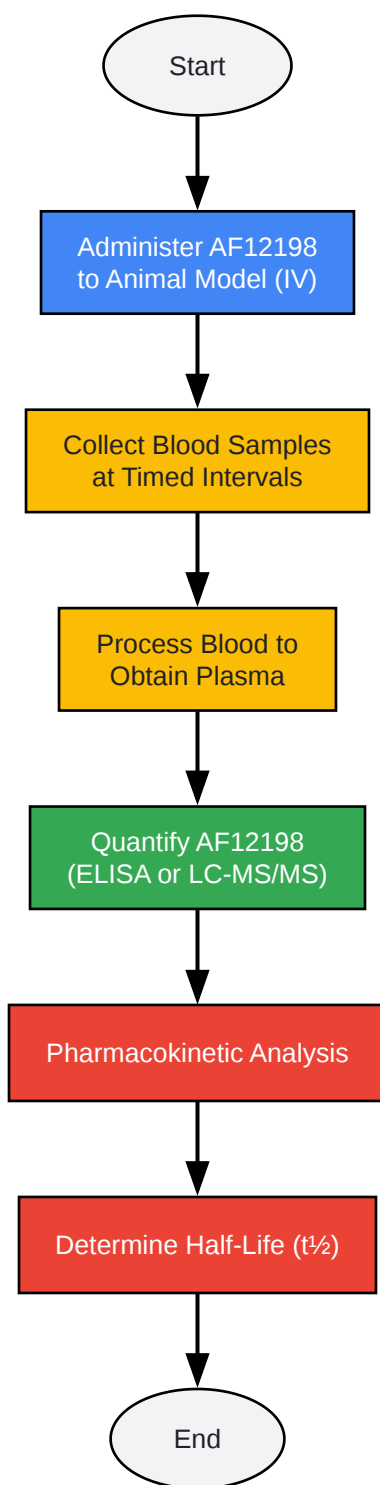 Start
Administer AF12198
to Animal Model (IV)
Collect Blood Samples
at Timed Intervals
Process Blood to
Obtain Plasma
Quantify AF12198
(ELISA or LC-MS/MS)
Pharmacokinetic Analysis
Determine Half-Life (t½)
End